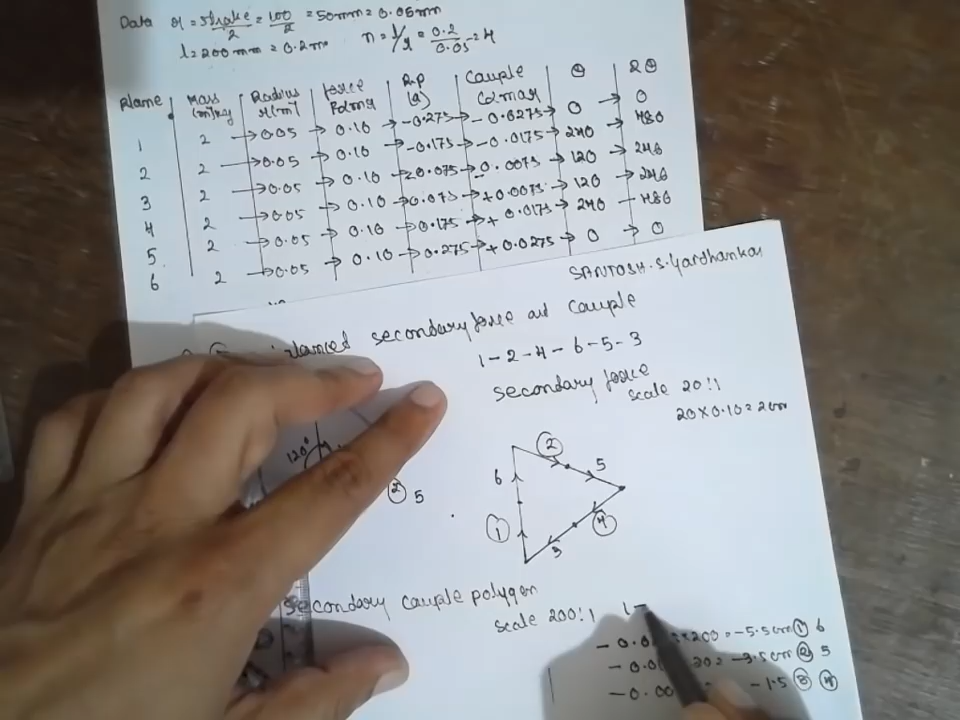 Data r = Stroke/2 = 100/2 = 50mm = 0.05m
l = 200mm = 0.2m n = l/r = 0.2/0.05 = 4
Plane Mass (m) kg Radius r(m) Force F α mr R.P (a) Couple C α mar θ 2θ
1 2 0.05 0.10 -0.275 -0.0275 0 0
2 2 0.05 0.10 -0.175 -0.0175 240 480
3 2 0.05 0.10 -0.075 -0.0075 120 240
4 2 0.05 0.10 0.075 +0.0075 120 240
5 2 0.05 0.10 0.175 +0.0175 240 480
6 2 0.05 0.10 0.275 +0.0275 0 0
SANTOSH.S.Yardhankar
secondary force and couple
1-2-4-6-5-3
secondary force
scale 20:1
20×0.10=2cm
120°
2 5
6 2 5
1 4
3
Secondary couple polygon
scale 200:1
200 = -5.5cm 1 6
-3.5cm 2 5
-1.5 3 4